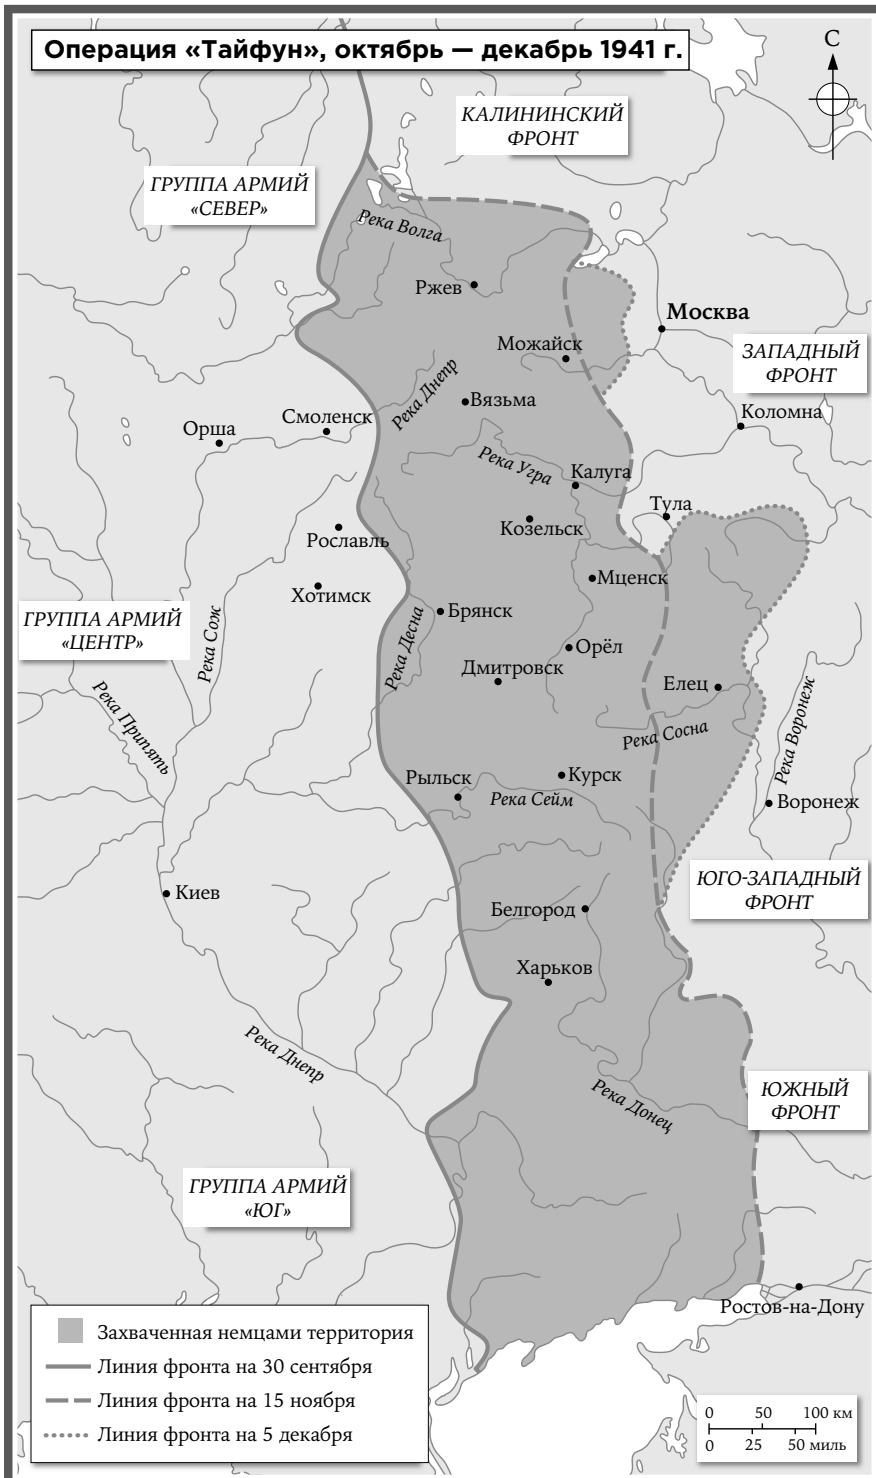 Операция «Тайфун», октябрь — декабрь 1941 г.
С
КАЛИНИНСКИЙ
ФРОНТ
ГРУППА АРМИЙ
«СЕВЕР»
Река Волга
Ржев
Москва
Можайск
ЗАПАДНЫЙ
ФРОНТ
Река Днепр
Вязьма
Коломна
Смоленск
Орша
Река Угра
Калуга
Тула
Козельск
Рославль
Мценск
Хотимск
Брянск
ГРУППА АРМИЙ
«ЦЕНТР»
Река Сож
Река Десна
Орёл
Дмитровск
Елец
Река Припять
Река Сосна
Река Воронеж
Рыльск
Курск
Река Сейм
Воронеж
Киев
ЮГО-ЗАПАДНЫЙ
ФРОНТ
Белгород
Харьков
Река Днепр
Река Донец
ЮЖНЫЙ
ФРОНТ
ГРУППА АРМИЙ
«ЮГ»
Ростов-на-Дону
Захваченная немцами территория
Линия фронта на 30 сентября
Линия фронта на 15 ноября
Линия фронта на 5 декабря
0 50 100 км
0 25 50 миль